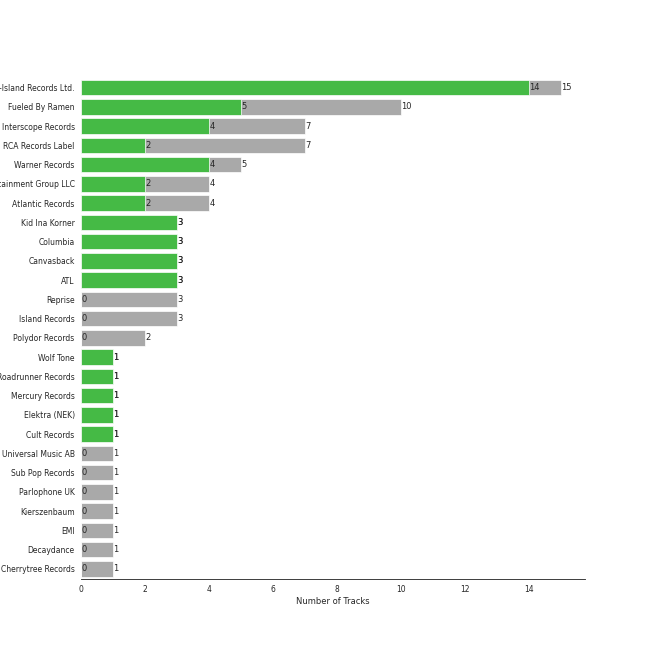 -Island Records Ltd. 14 15
Fueled By Ramen 5 10
Interscope Records 4 7
RCA Records Label 2 7
Warner Records 4 5
tainment Group LLC 2 4
Atlantic Records 2 4
Kid Ina Korner 3
Columbia 3
Canvasback 3
ATL 3
Reprise 0 3
Island Records 0 3
Polydor Records 0 2
Wolf Tone 1
Roadrunner Records 1
Mercury Records 1
Elektra (NEK) 1
Cult Records 1
Universal Music AB 0 1
Sub Pop Records 0 1
Parlophone UK 0 1
Kierszenbaum 0 1
EMI 0 1
Decaydance 0 1
Cherrytree Records 0 1
0 2 4 6 8 10 12 14
Number of Tracks